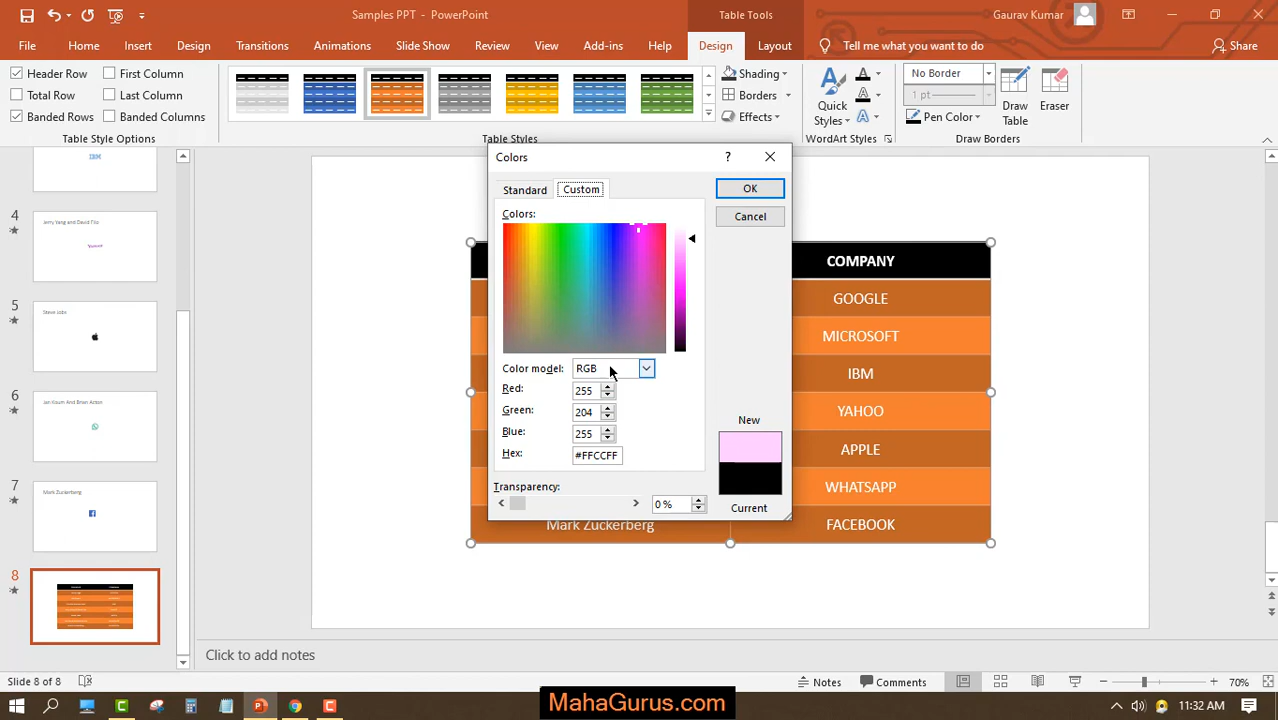 Samples PPT - PowerPoint
Table Tools
Gaurav Kumar
File Home Insert Design Transitions Animations Slide Show Review View Add-ins Help Design Layout Tell me what you want to do Share
Header Row First Column
Total Row Last Column
Banded Rows Banded Columns
Table Style Options
Shading
Borders
Effects
Table Styles
Quick
Styles
A
A
A
WordArt Styles
No Border
1 pt
Pen Color
Draw
Table
Eraser
Draw Borders
IBM
4
Jerry Yang and David Filo
5
Steve Jobs
6
Jan Koum And Brian Acton
7
Mark Zuckerberg
8
Colors
?
Standard Custom
OK
Cancel
Colors:
Color model: RGB
Red: 255
Green: 204
Blue: 255
Hex: #FFCCFF
Transparency:
0 %
New
Current
COMPANY
GOOGLE
MICROSOFT
IBM
YAHOO
APPLE
WHATSAPP
Mark Zuckerberg FACEBOOK
Click to add notes
Slide 8 of 8
Notes Comments 70%
MahaGurus.com
11:32 AM